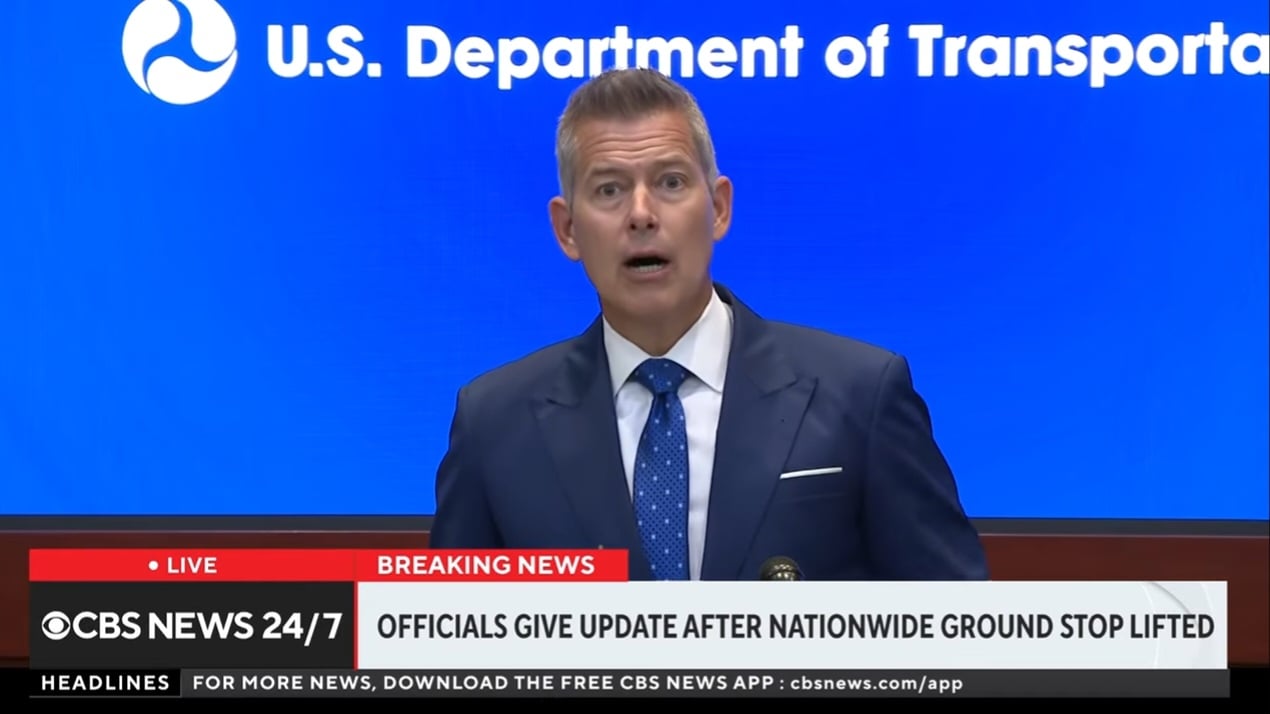 U.S. Department of Transporta
• LIVE
BREAKING NEWS
CBS NEWS 24/7
OFFICIALS GIVE UPDATE AFTER NATIONWIDE GROUND STOP LIFTED
HEADLINES
FOR MORE NEWS, DOWNLOAD THE FREE CBS NEWS APP : cbsnews.com/app